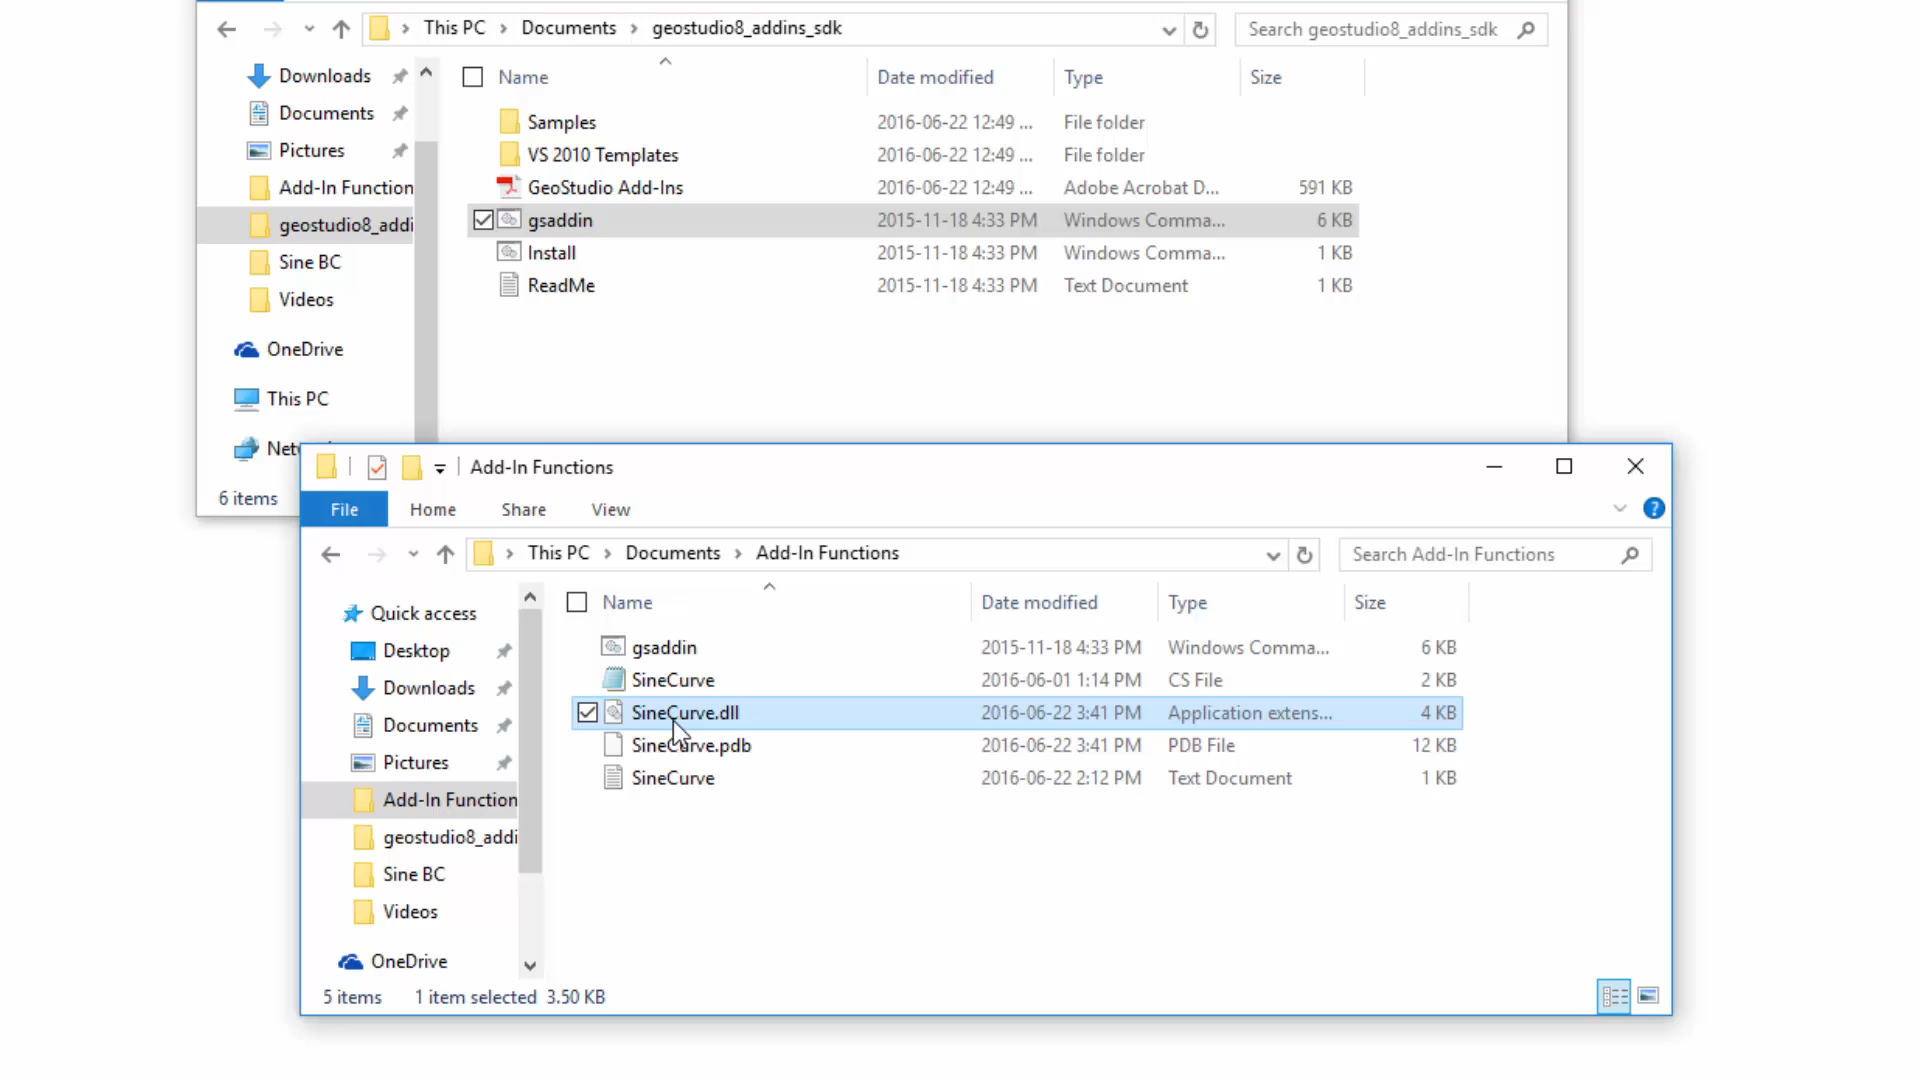 This PC > Documents > geostudio8_addins_sdk
Search geostudio8_addins_sdk
Name Date modified Type Size
Downloads
Documents
Pictures
Add-In Function
geostudio8_addi
Sine BC
Videos
OneDrive
This PC
Samples 2016-06-22 12:49 ... File folder
VS 2010 Templates 2016-06-22 12:49 ... File folder
GeoStudio Add-Ins 2016-06-22 12:49 ... Adobe Acrobat D... 591 KB
gsaddin 2015-11-18 4:33 PM Windows Comma... 6 KB
Install 2015-11-18 4:33 PM Windows Comma... 1 KB
ReadMe 2015-11-18 4:33 PM Text Document 1 KB
6 items
Add-In Functions
File Home Share View
This PC > Documents > Add-In Functions
Search Add-In Functions
Name Date modified Type Size
Quick access
Desktop
Downloads
Documents
Pictures
Add-In Function
geostudio8_addi
Sine BC
Videos
OneDrive
gsaddin 2015-11-18 4:33 PM Windows Comma... 6 KB
SineCurve 2016-06-01 1:14 PM CS File 2 KB
SineCurve.dll 2016-06-22 3:41 PM Application extens... 4 KB
SineCurve.pdb 2016-06-22 3:41 PM PDB File 12 KB
SineCurve 2016-06-22 2:12 PM Text Document 1 KB
5 items 1 item selected 3.50 KB